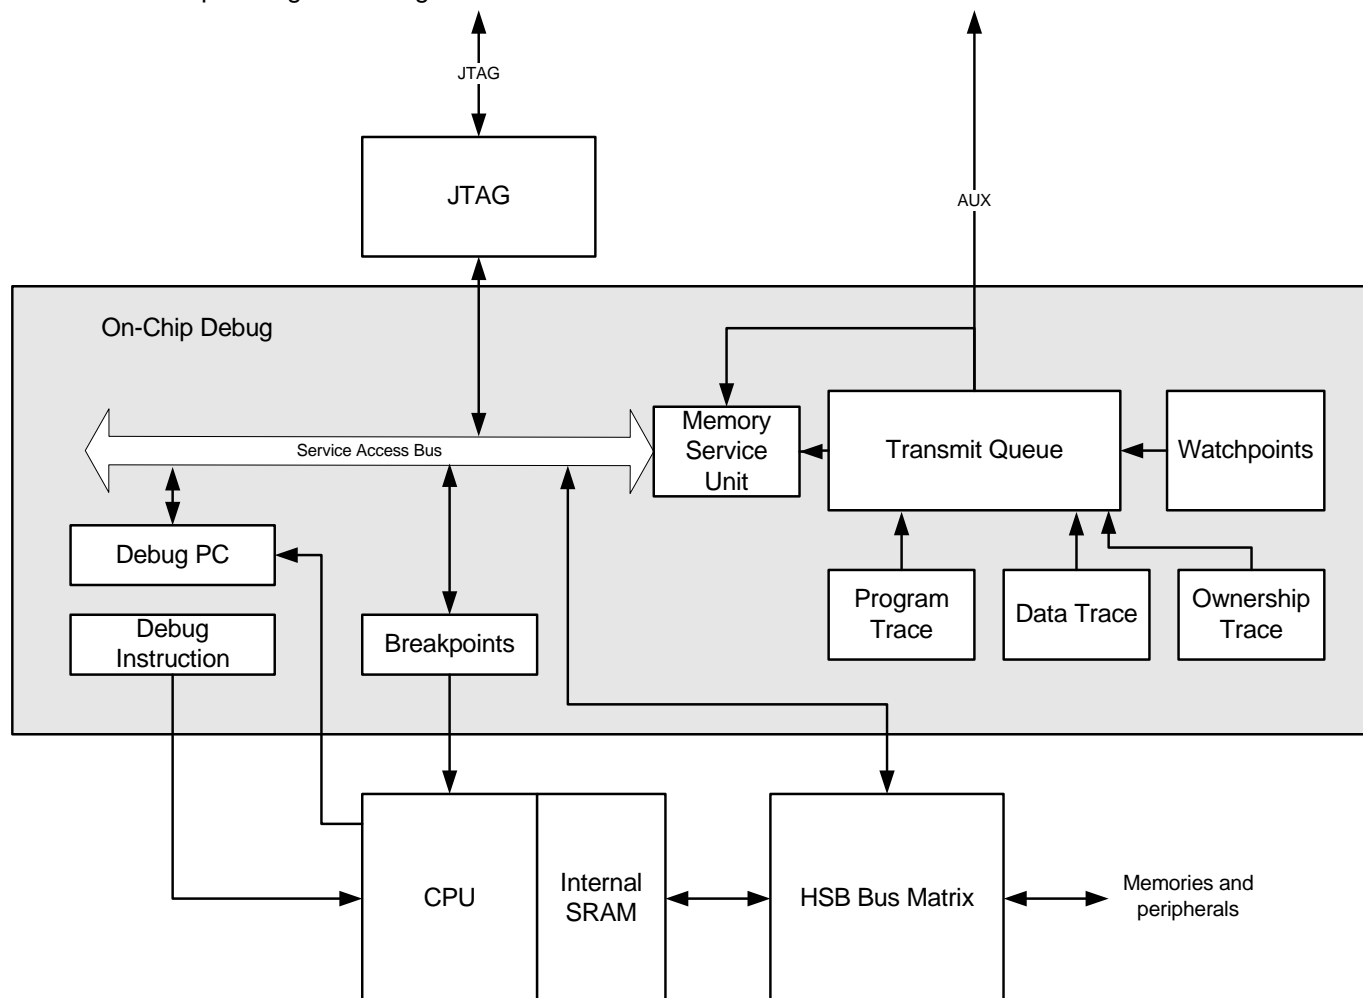 JTAG
JTAG
AUX
On-Chip Debug
Memory
Service
Unit
Transmit Queue
Watchpoints
Service Access Bus
Debug PC
Program
Trace
Data Trace
Ownership
Trace
Debug
Instruction
Breakpoints
CPU
Internal
SRAM
HSB Bus Matrix
Memories and
peripherals